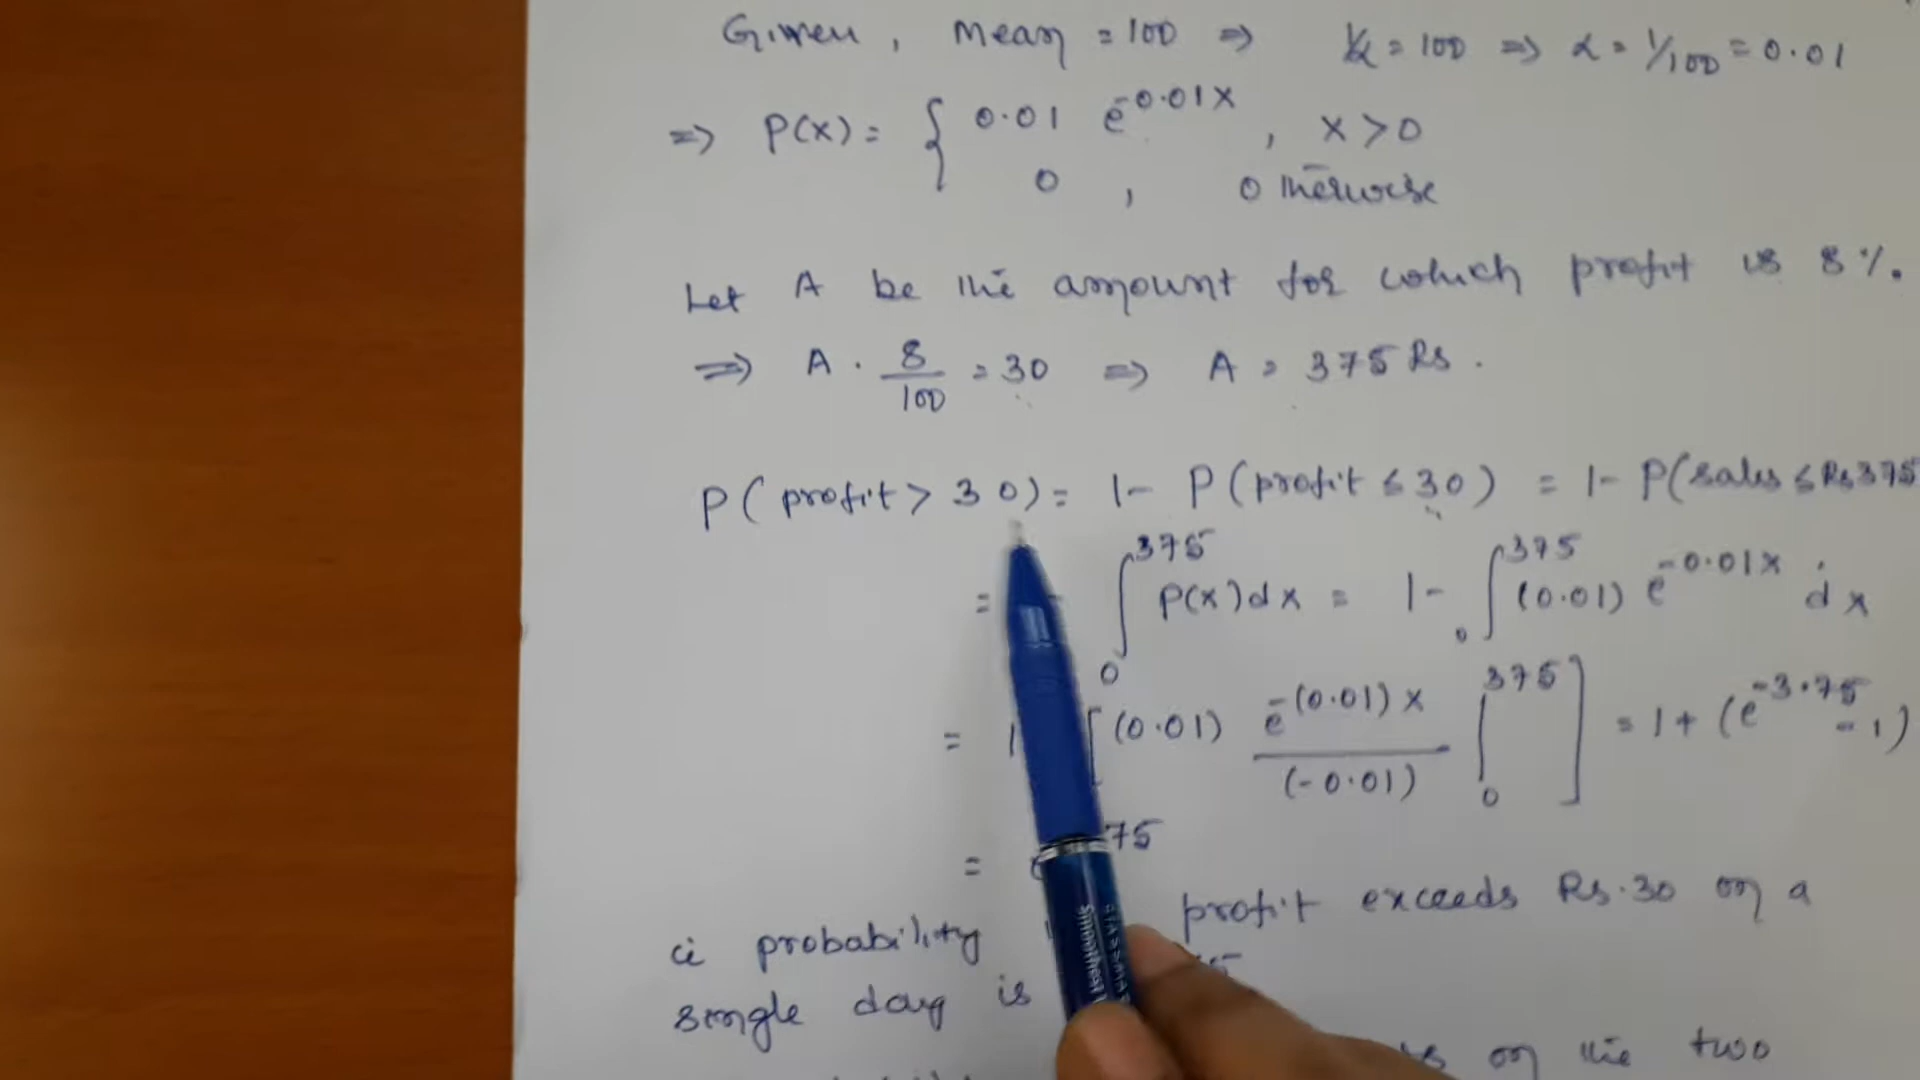 Given, Mean = 100 ⇒ 1/α = 100 ⇒ α = 1/100 = 0.01
⇒ P(x) = { 0.01 e^-0.01x, x > 0
0, otherwise
Let A be the amount for which profit is 8%.
⇒ A . 8/100 = 30 ⇒ A = 375 Rs.
P(profit > 30) = 1 - P(profit ≤ 30) = 1 - P(sales ≤ Rs 375
= ∫_0^375 P(x)dx = 1 - ∫_0^375 (0.01) e^-0.01x dx
= 1 [(0.01) e^-(0.01)x / (-0.01) |_0^375] = 1 + (e^-3.75 - 1)
= 75
ie probability profit exceeds Rs.30 on a
single day is
on the two